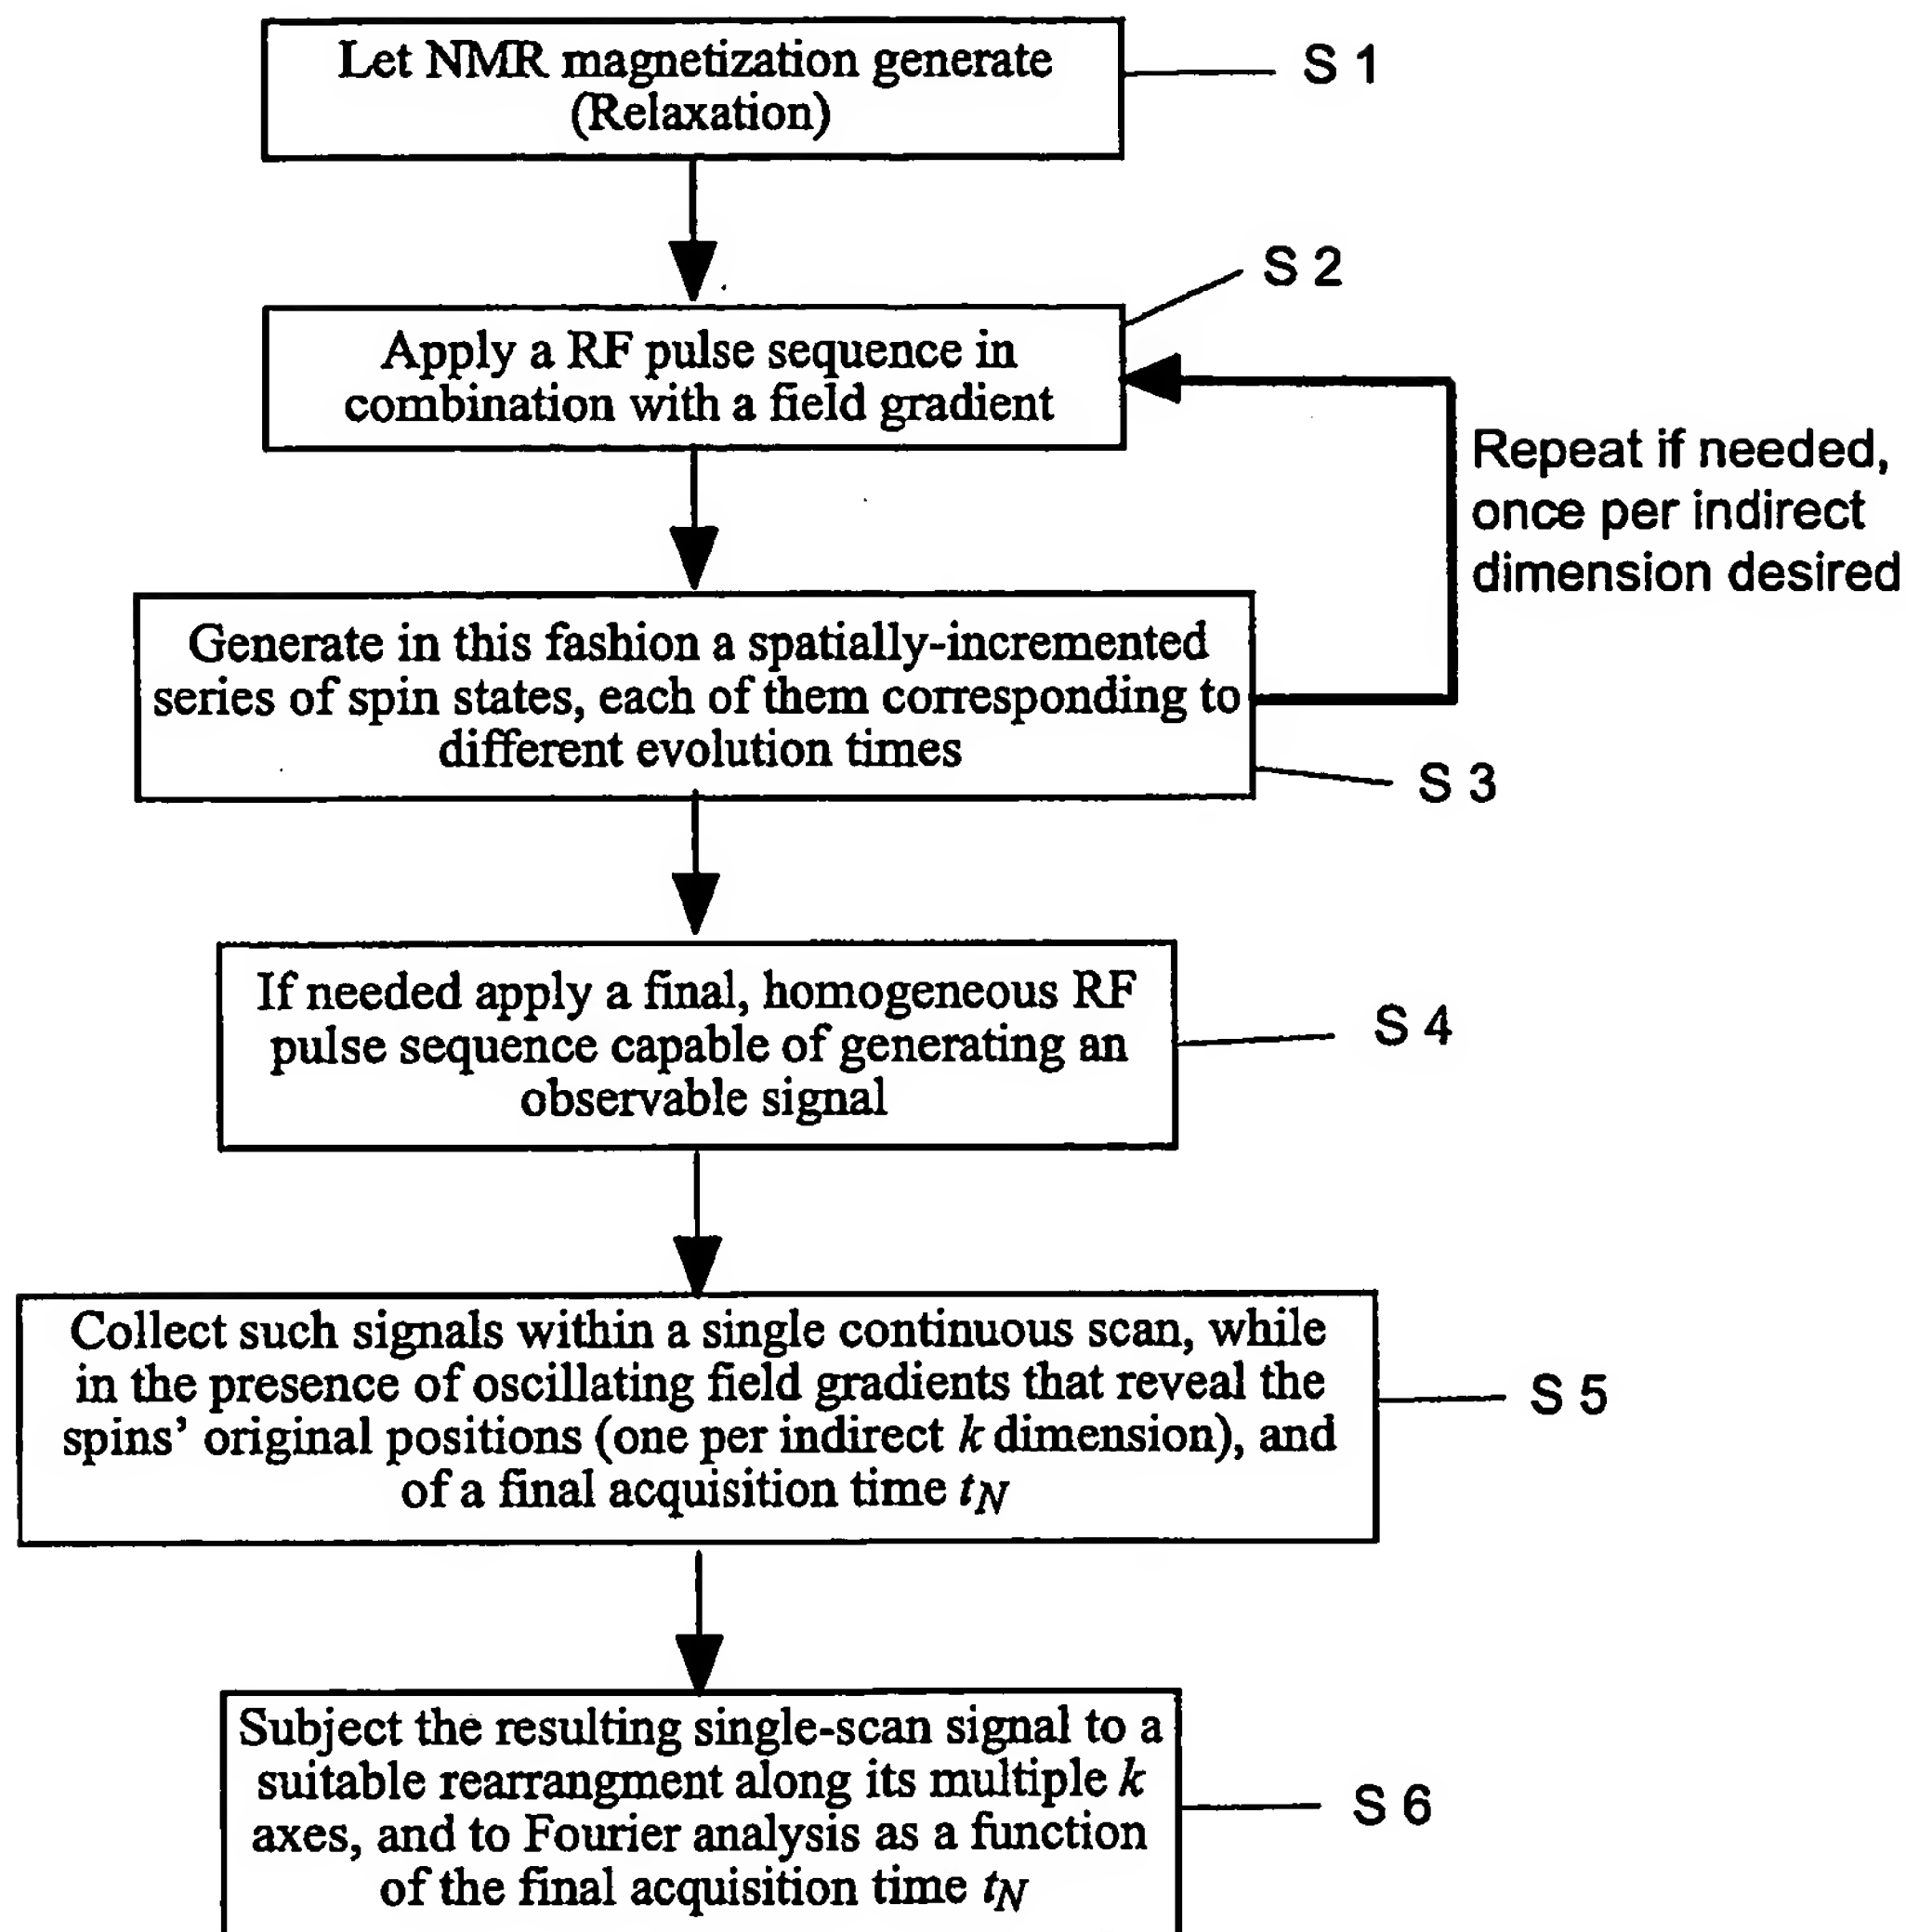 Let NMR magnetization generate
(Relaxation)
S 1
S 2
Apply a RF pulse sequence in
combination with a field gradient
Repeat if needed,
once per indirect
dimension desired
Generate in this fashion a spatially-incremented
series of spin states, each of them corresponding to
different evolution times
S 3
If needed apply a final, homogeneous RF
pulse sequence capable of generating an
observable signal
S 4
Collect such signals within a single continuous scan, while
in the presence of oscillating field gradients that reveal the
spins' original positions (one per indirect k dimension), and
of a final acquisition time tN
S 5
Subject the resulting single-scan signal to a
suitable rearrangment along its multiple k
axes, and to Fourier analysis as a function
of the final acquisition time tN
S 6